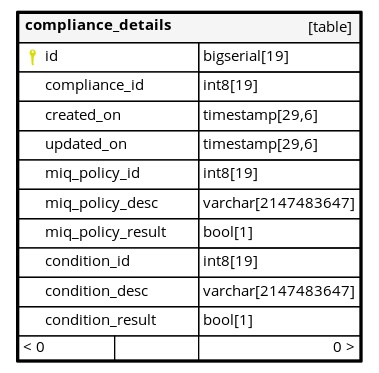 compliance_details [table]
id bigserial[19]
compliance_id int8[19]
created_on timestamp[29,6]
updated_on timestamp[29,6]
miq_policy_id int8[19]
miq_policy_desc varchar[2147483647]
miq_policy_result bool[1]
condition_id int8[19]
condition_desc varchar[2147483647]
condition_result bool[1]
< 0 0 >